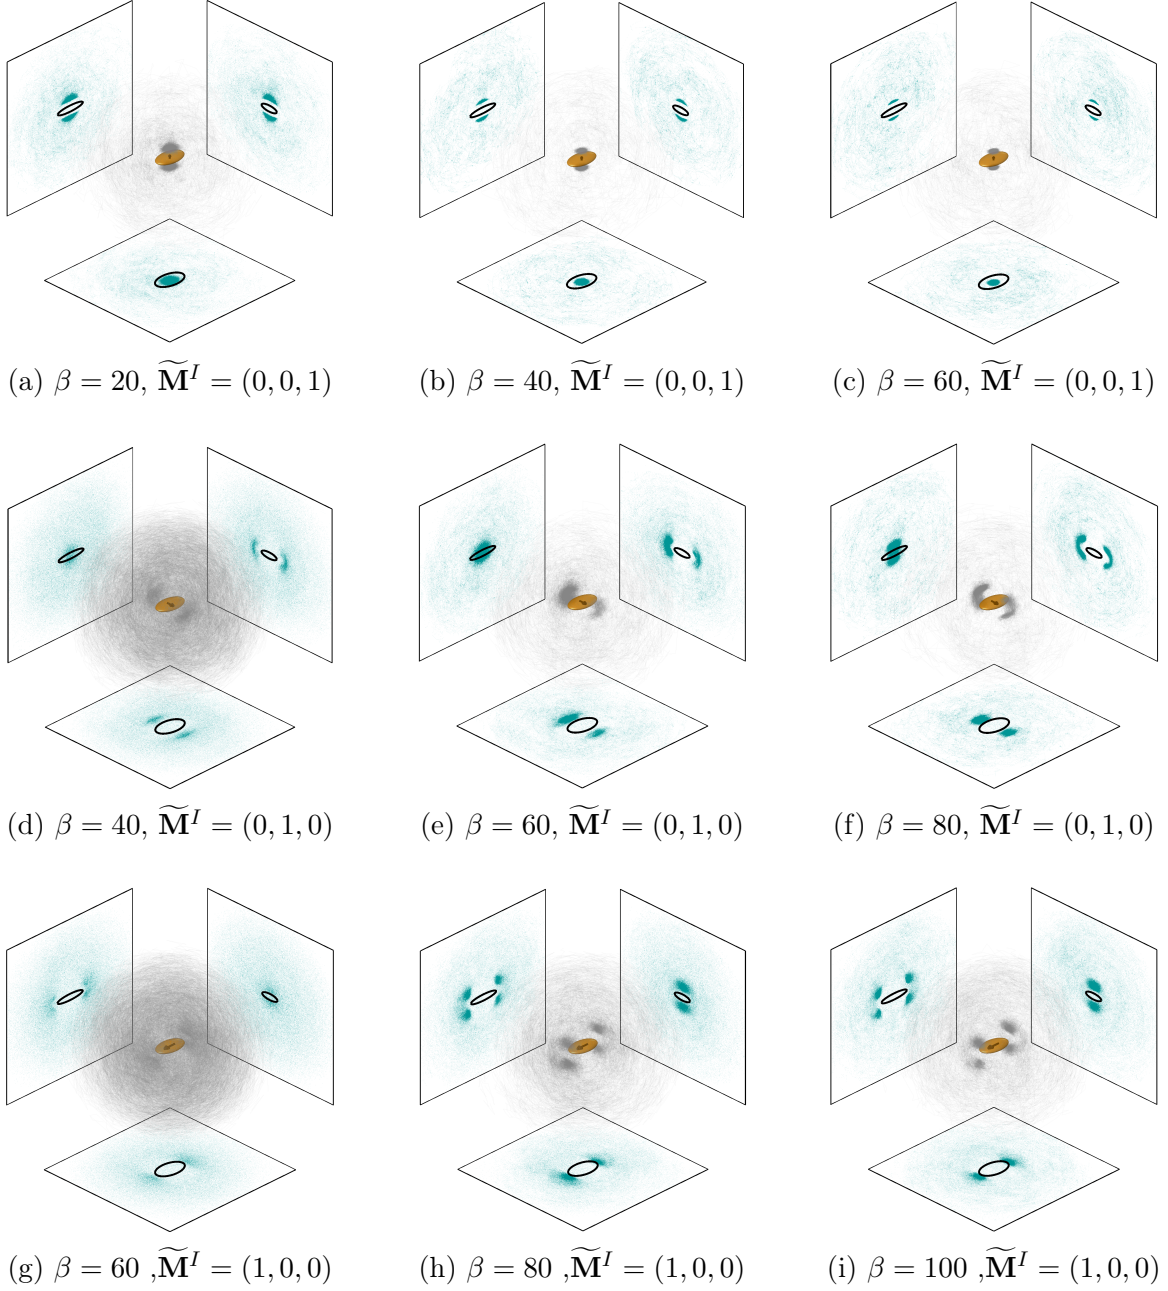 (a) β = 20, M̃^I = (0, 0, 1)
(b) β = 40, M̃^I = (0, 0, 1)
(c) β = 60, M̃^I = (0, 0, 1)
(d) β = 40, M̃^I = (0, 1, 0)
(e) β = 60, M̃^I = (0, 1, 0)
(f) β = 80, M̃^I = (0, 1, 0)
(g) β = 60 ,M̃^I = (1, 0, 0)
(h) β = 80 ,M̃^I = (1, 0, 0)
(i) β = 100 ,M̃^I = (1, 0, 0)